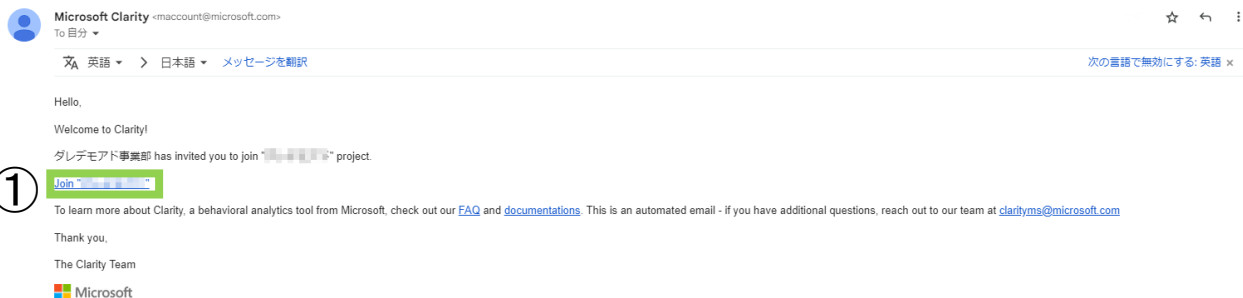 Microsoft Clarity <maccount@microsoft.com>
To 自分
英語 > 日本語 メッセージを翻訳 次の言語で無効にする: 英語 ×
Hello,
Welcome to Clarity!
ダレデモアド事業部 has invited you to join " " project.
① Join " "
To learn more about Clarity, a behavioral analytics tool from Microsoft, check out our FAQ and documentations. This is an automated email - if you have additional questions, reach out to our team at clarityms@microsoft.com
Thank you,
The Clarity Team
Microsoft